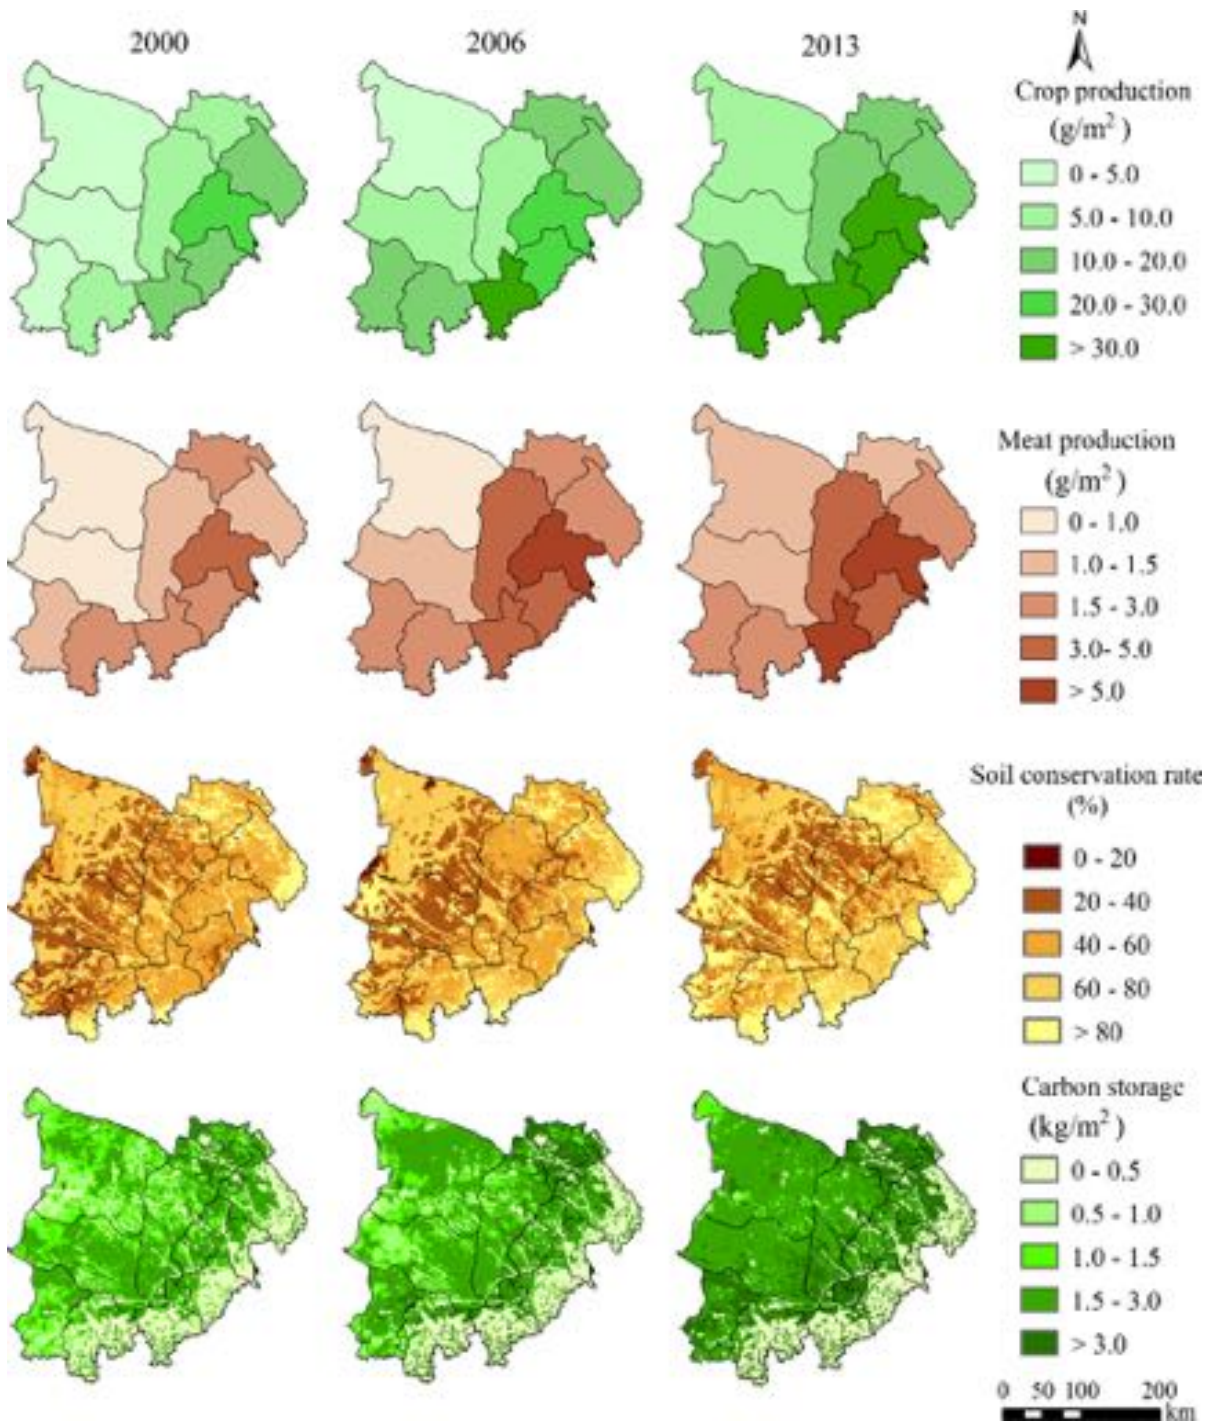 2000
2006
2013
N
Crop production
(g/m²)
0 - 5.0
5.0 - 10.0
10.0 - 20.0
20.0 - 30.0
> 30.0
Meat production
(g/m²)
0 - 1.0
1.0 - 1.5
1.5 - 3.0
3.0- 5.0
> 5.0
Soil conservation rate
(%)
0 - 20
20 - 40
40 - 60
60 - 80
> 80
Carbon storage
(kg/m²)
0 - 0.5
0.5 - 1.0
1.0 - 1.5
1.5 - 3.0
> 3.0
0 50 100 200
km